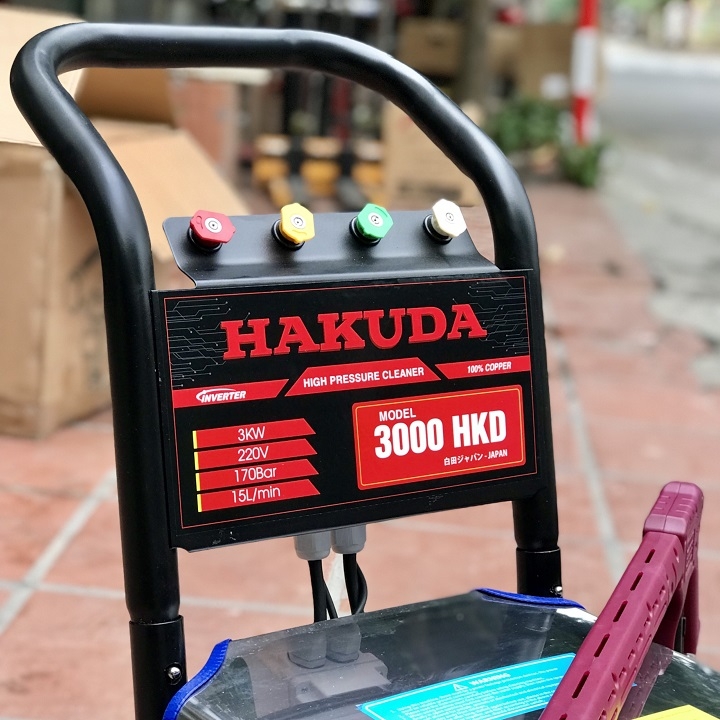 HAKUDA
INVERTER
HIGH PRESSURE CLEANER
100% COPPER
3KW
220V
170Bar
15L/min
MODEL
3000 HKD
白田ジャパン - JAPAN
WARNING